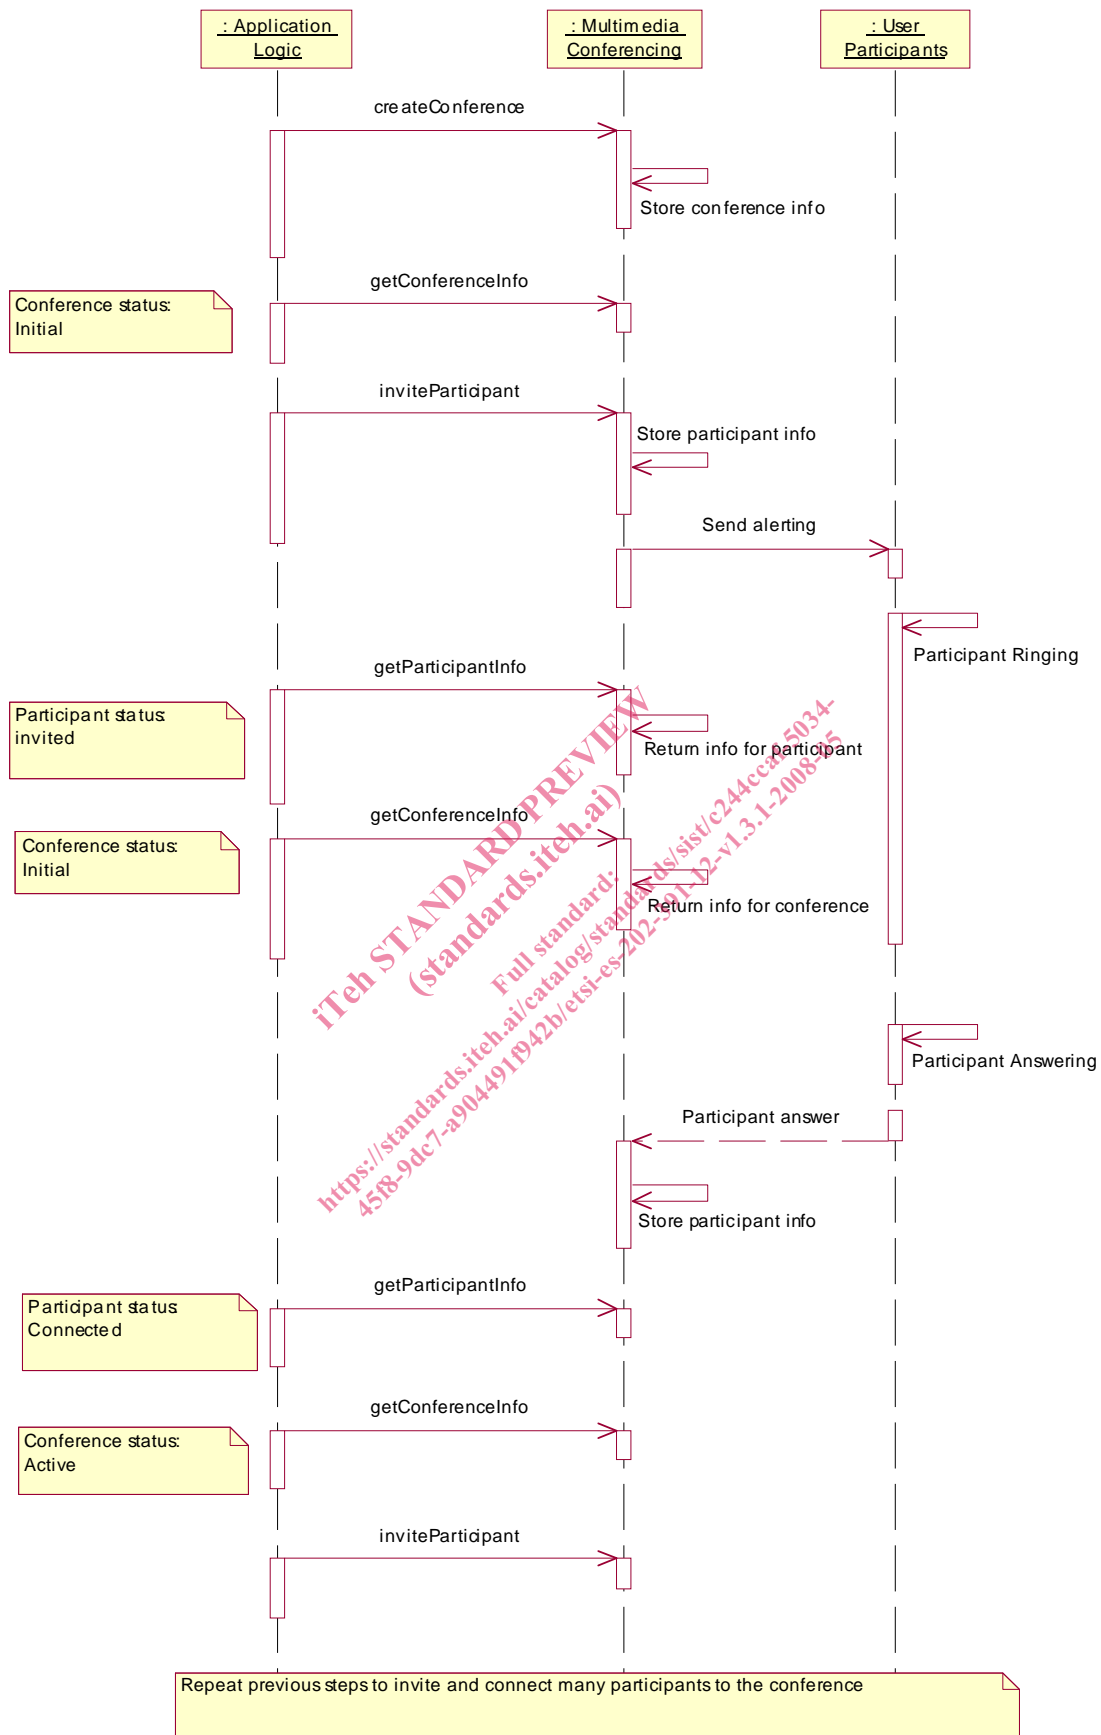 : Application
Logic
: Multimedia
Conferencing
: User
Participants
createConference
Store conference info
getConferenceInfo
Conference status:
Initial
inviteParticipant
Store participant info
Send alerting
Participant Ringing
getParticipantInfo
Participant status:
invited
Return info for participant
getConferenceInfo
Conference status:
Initial
Return info for conference
iTeh STANDARD PREVIEW
(standards.iteh.ai)
Full standard:
https://standards.iteh.ai/catalog/standards/sist/c244ccaf-5034-
45f8-9dc7-a904491f942b/etsi-es-202-391-12-v1.3.1-2008-05
Participant Answering
Participant answer
Store participant info
getParticipantInfo
Participant status:
Connected
getConferenceInfo
Conference status:
Active
inviteParticipant
Repeat previous steps to invite and connect many participants to the conference